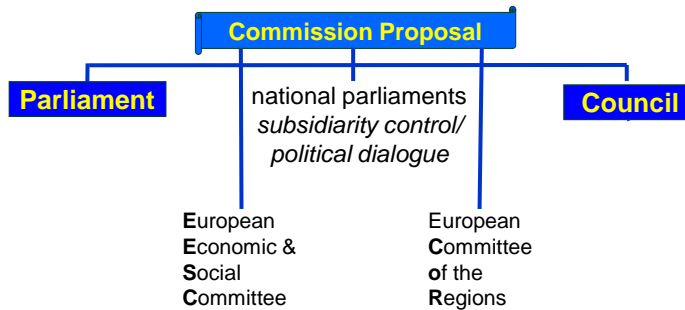 Commission Proposal
Parliament
national parliaments
subsidiarity control/
political dialogue
Council
European
Economic &
Social
Committee
European
Committee
of the
Regions